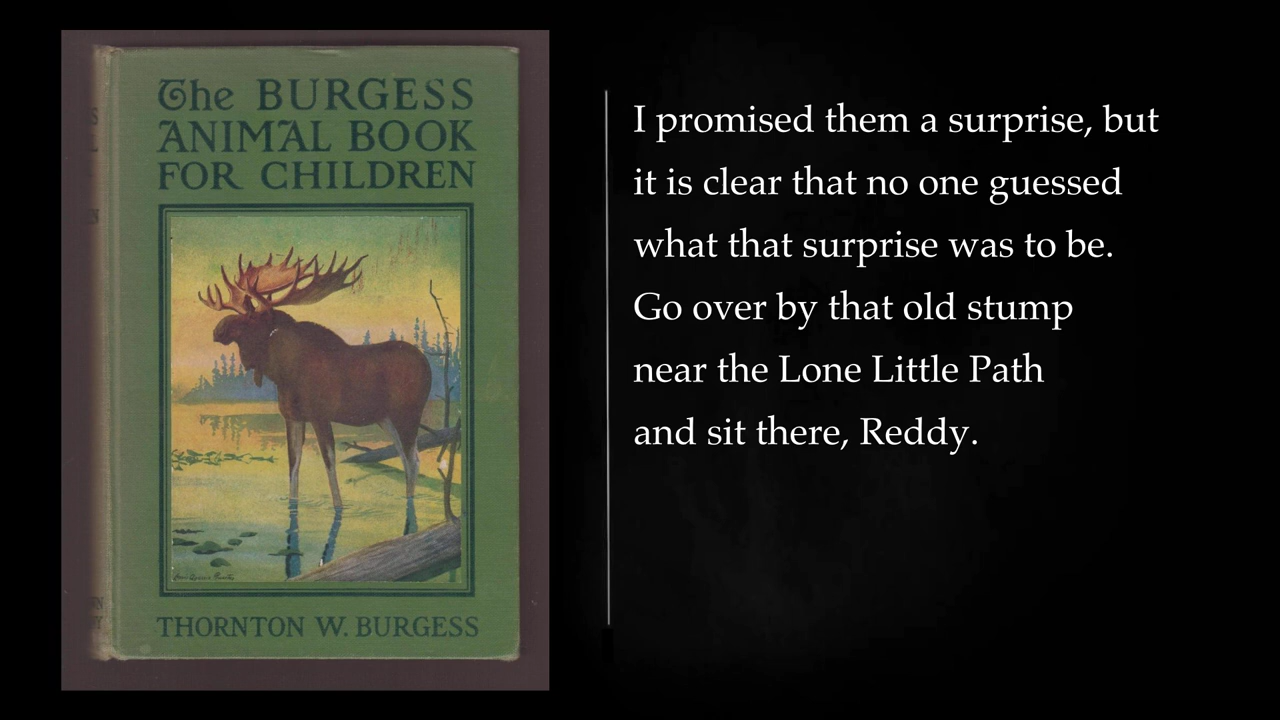 The BURGESS
ANIMAL BOOK
FOR CHILDREN
THORNTON W. BURGESS
I promised them a surprise, but
it is clear that no one guessed
what that surprise was to be.
Go over by that old stump
near the Lone Little Path
and sit there, Reddy.